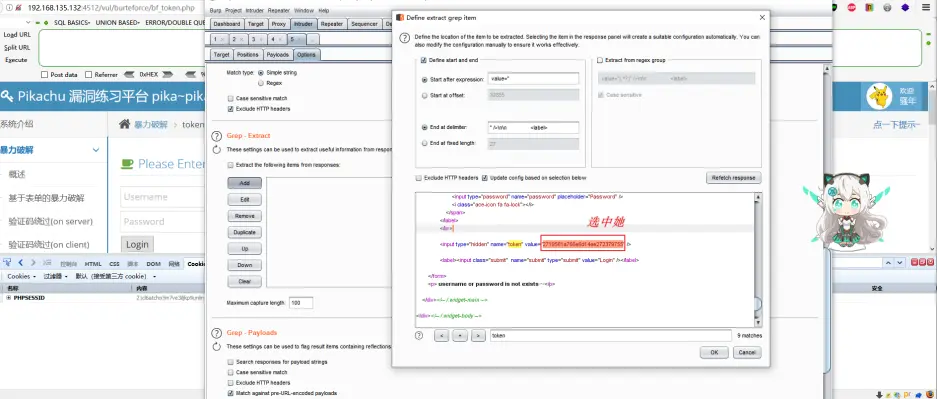 192.168.135.132:4512/vul/burteforce/bf_token.php
SQL BASICS- UNION BASED- ERROR/DOUBLE QUE
Logd URL
Split URL
Execute
Post data Referrer 0xHEX
Pikachu 漏洞练习平台 pika~pik
系统介绍
暴力破解 > token
暴力破解
概述
基于表单的暴力破解
验证码绕过(on server)
验证码绕过(on client)
Please Enter
Username
Password
Login
控制台 HTML CSS 脚本 DOM 网络 Cookies
Cookies 过滤器 默认 (接受第三方 cookie)
名称 内容
PHPSESSID
Burp Project Intruder Repeater Window Help
Dashboard Target Proxy Intruder Repeater Sequencer
1 × 2 × 3 × 4 × 5 ×
Target Positions Payloads Options
Match type: Simple string
Regex
Case sensitive match
Exclude HTTP headers
Grep - Extract
These settings can be used to extract useful information from respon
Extract the following items from responses:
Add
Edit
Remove
Duplicate
Up
Down
Clear
Maximum capture length: 100
Grep - Payloads
These settings can be used to flag result items containing reflections
Search responses for payload strings
Case sensitive match
Exclude HTTP headers
Match against pre-URL-encoded payloads
Define extract grep item
Define the location of the item to be extracted. Selecting the item in the response panel will create a suitable configuration automatically. You can
also modify the configuration manually to ensure it works effectively.
Define start and end
Start after expression: value="
Start at offset:
End at delimiter: " />\r\n <label>
End at fixed length:
Extract from regex group
Case sensitive
Exclude HTTP headers Update config based on selection below Refetch response
<input type="password" name="password" placeholder="Password" />
<i class="ace-icon fa fa-lock"></i>
</span>
</label>
选中她
<input type="hidden" name="token" value=
<label><input class="submit" name="submit" type="submit" value="Login" /></label>
</form>
<p> username or password is not exists~</p>
</div><!-- /.widget-main -->
</div><!-- /.widget-body -->
< + > token 9 matches
OK Cancel
欢迎
骚年
点一下提示~
安全